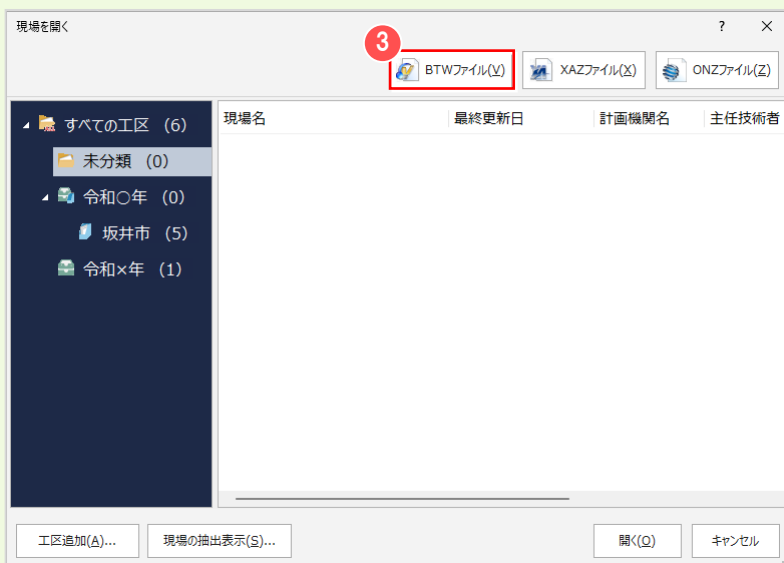 現場を開く
?
×
3
BTWファイル(V)
XAZファイル(X)
ONZファイル(Z)
すべての工区 (6)
未分類 (0)
令和○年 (0)
坂井市 (5)
令和×年 (1)
現場名 最終更新日 計画機関名 主任技術者
工区追加(A)...
現場の抽出表示(S)...
開く(O)
キャンセル